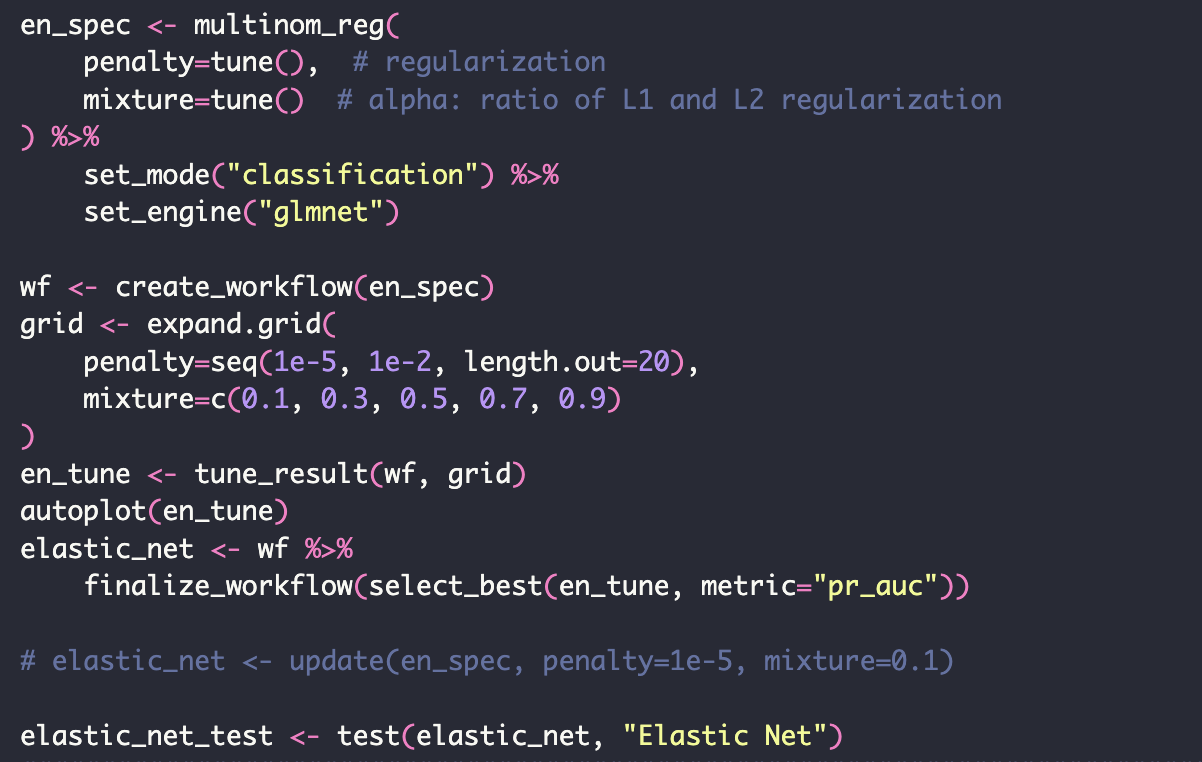 en_spec <- multinom_reg(
    penalty=tune(),  # regularization
    mixture=tune()  # alpha: ratio of L1 and L2 regularization
) %>%
    set_mode("classification") %>%
    set_engine("glmnet")

wf <- create_workflow(en_spec)
grid <- expand.grid(
    penalty=seq(1e-5, 1e-2, length.out=20),
    mixture=c(0.1, 0.3, 0.5, 0.7, 0.9)
)
en_tune <- tune_result(wf, grid)
autoplot(en_tune)
elastic_net <- wf %>%
    finalize_workflow(select_best(en_tune, metric="pr_auc"))

# elastic_net <- update(en_spec, penalty=1e-5, mixture=0.1)

elastic_net_test <- test(elastic_net, "Elastic Net")